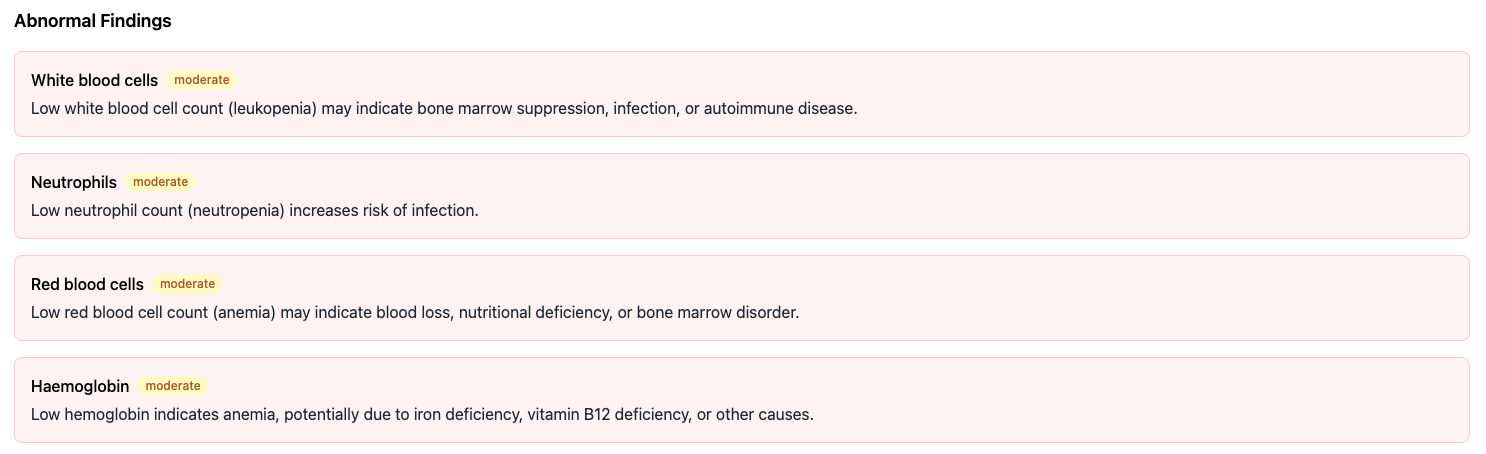 Abnormal Findings
White blood cells moderate
Low white blood cell count (leukopenia) may indicate bone marrow suppression, infection, or autoimmune disease.
Neutrophils moderate
Low neutrophil count (neutropenia) increases risk of infection.
Red blood cells moderate
Low red blood cell count (anemia) may indicate blood loss, nutritional deficiency, or bone marrow disorder.
Haemoglobin moderate
Low hemoglobin indicates anemia, potentially due to iron deficiency, vitamin B12 deficiency, or other causes.